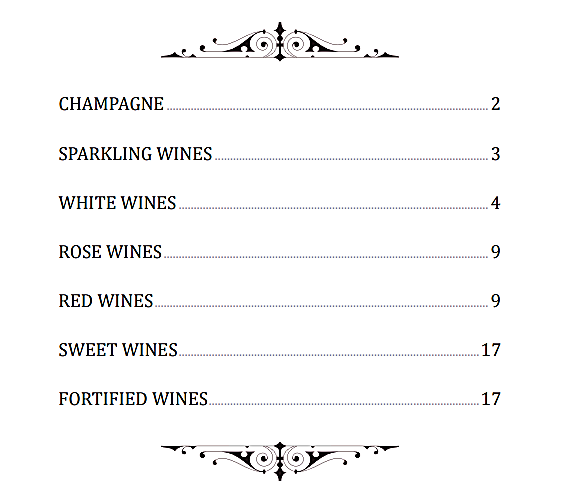 CHAMPAGNE 2
SPARKLING WINES 3
WHITE WINES 4
ROSE WINES 9
RED WINES 9
SWEET WINES 17
FORTIFIED WINES 17